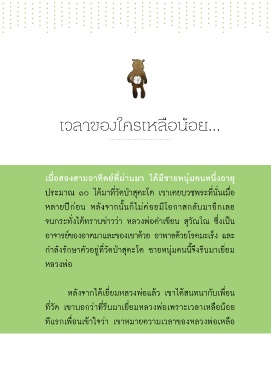 เวลาของใครเหลือน้อย...
เมื่อสองสามอาทิตย์ที่ผ่านมา ได้มีชายหนุ่มคนหนึ่งอายุ
ประมาณ ๓๐ ได้มาที่วัดป่าสุคะโต เขาเคยบวชพระที่นั่นเมื่อ
หลายปีก่อน หลังจากนั้นก็ไม่ค่อยมีโอกาสกลับมาอีกเลย
จนกระทั่งได้ทราบข่าวว่า หลวงพ่อคำเขียน สุวัณโณ ซึ่งเป็น
อาจารย์ของอาตมาและของเขาด้วย อาพาธด้วยโรคมะเร็ง และ
กำลังรักษาตัวอยู่ที่วัดป่าสุคะโต ชายหนุ่มคนนี้จึงรีบมาเยี่ยม
หลวงพ่อ
หลังจากได้เยี่ยมหลวงพ่อแล้ว เขาได้สนทนากับเพื่อน
ที่วัด เขาบอกว่าที่รีบมาเยี่ยมหลวงพ่อเพราะเวลาเหลือน้อย
ทีแรกเพื่อนเข้าใจว่า เขาหมายความเวลาของหลวงพ่อเหลือ